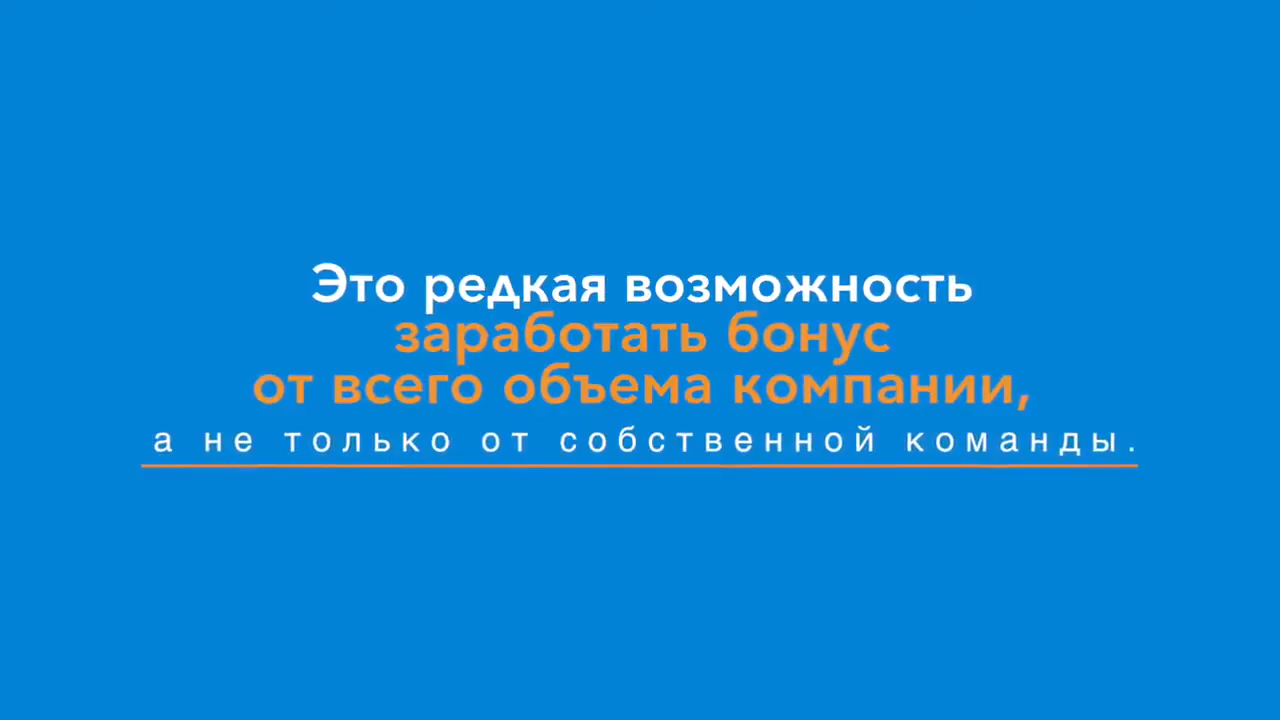 Это редкая возможность
заработать бонус
от всего объема компании,
а не только от собственной команды.